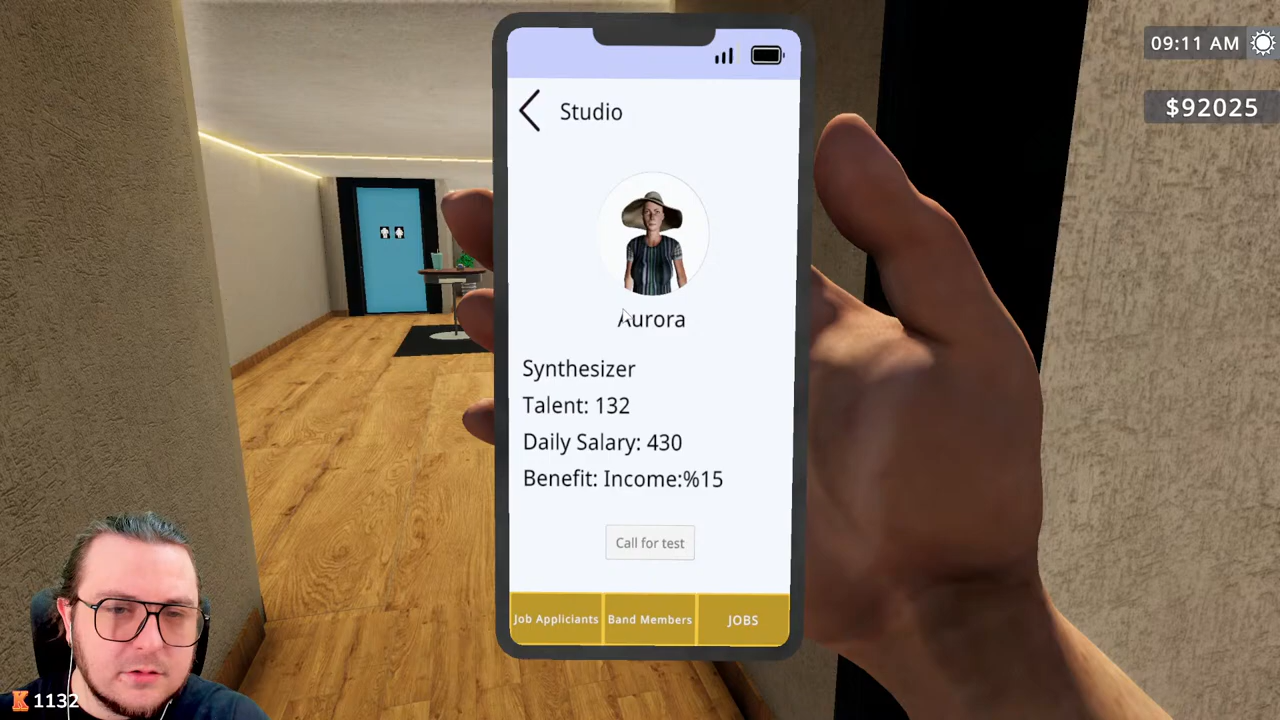 09:11 AM
$92025
Studio
Aurora
Synthesizer
Talent: 132
Daily Salary: 430
Benefit: Income:%15
Call for test
Job Appliciants
Band Members
JOBS
K 1132